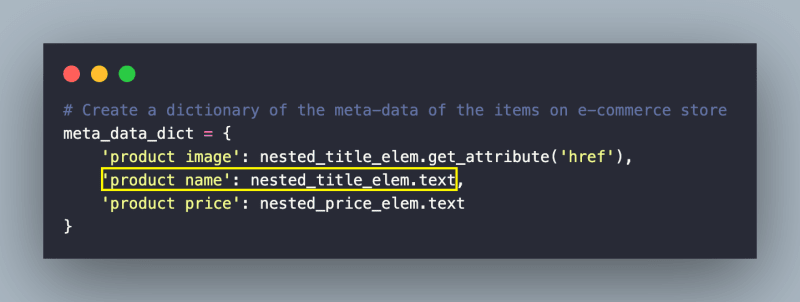 # Create a dictionary of the meta-data of the items on e-commerce store
meta_data_dict = {
    'product image': nested_title_elem.get_attribute('href'),
    'product name': nested_title_elem.text,
    'product price': nested_price_elem.text
}